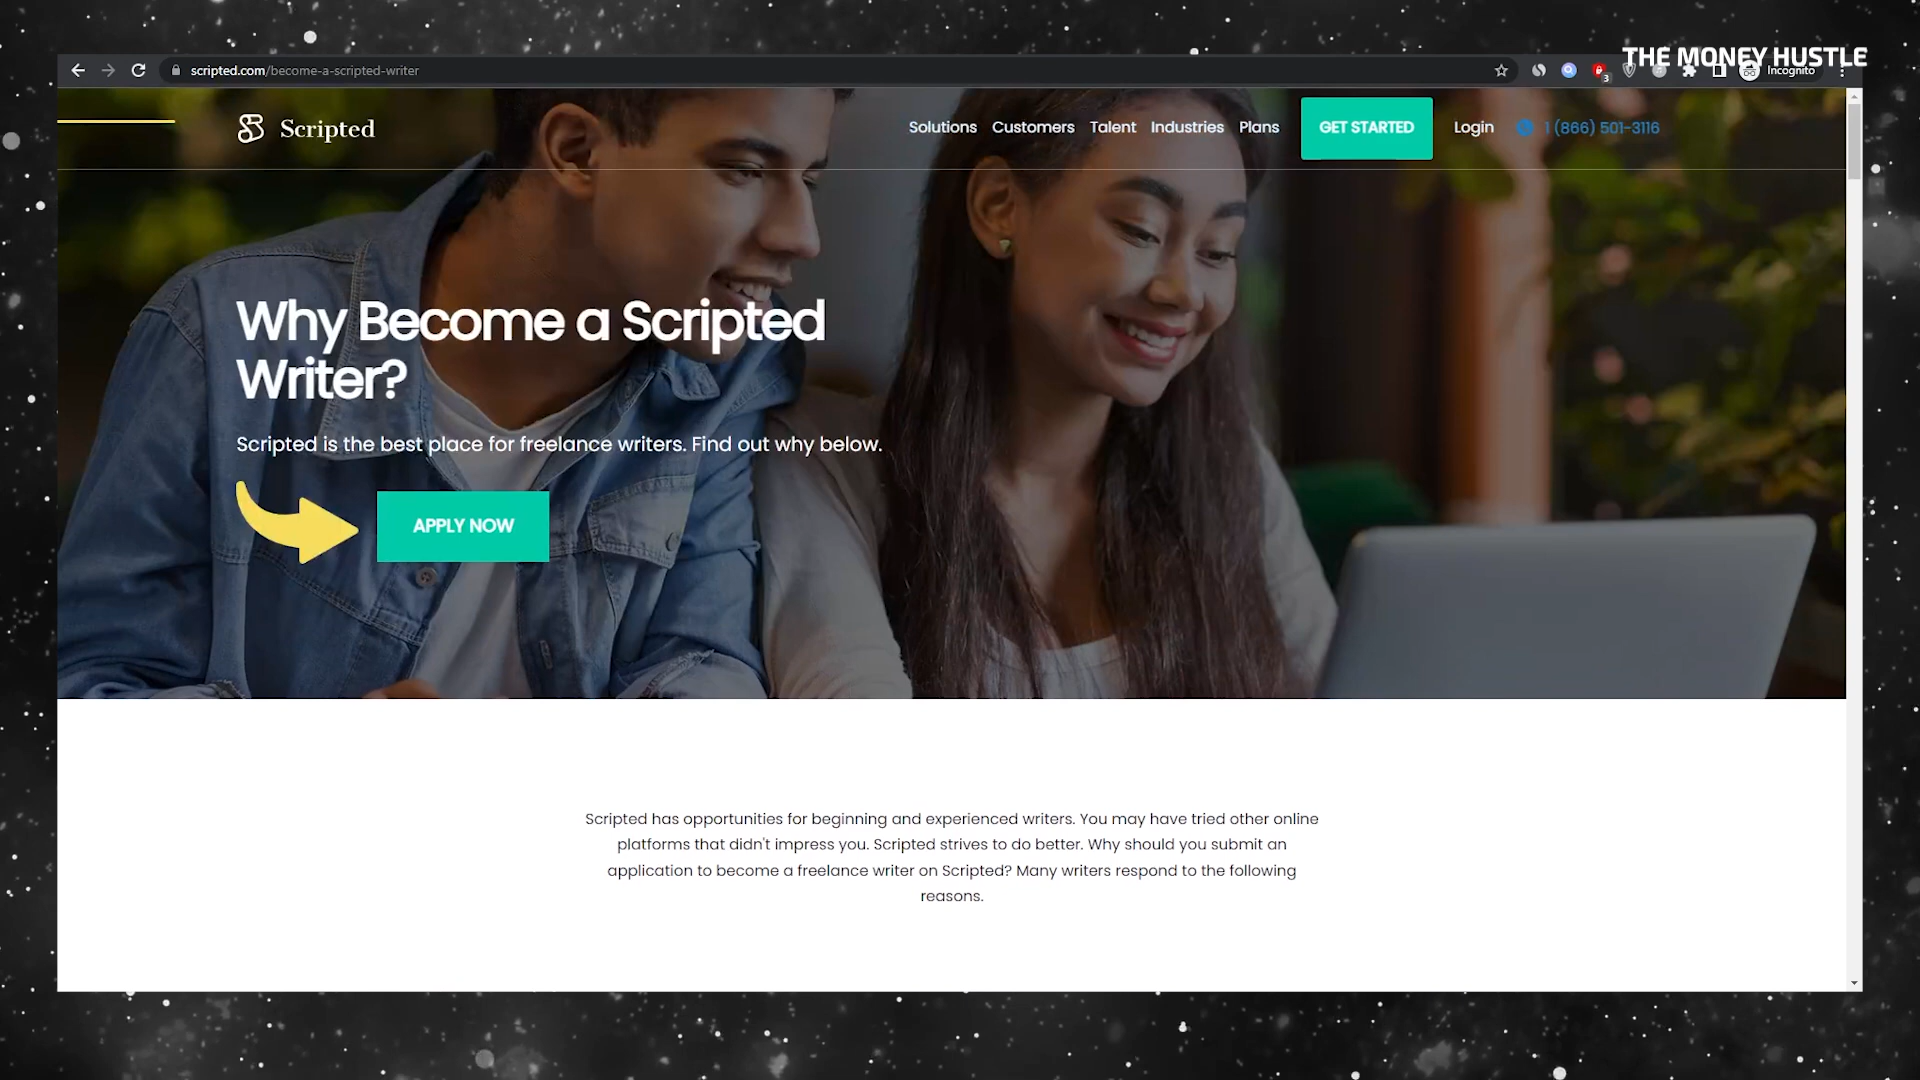 THE MONEY HUSTLE
scripted.com/become-a-scripted-writer
3
Incognito
Scripted
Solutions Customers Talent Industries Plans GET STARTED Login 1 (866) 501-3116
Why Become a Scripted
Writer?
Scripted is the best place for freelance writers. Find out why below.
APPLY NOW
Scripted has opportunities for beginning and experienced writers. You may have tried other online
platforms that didn't impress you. Scripted strives to do better. Why should you submit an
application to become a freelance writer on Scripted? Many writers respond to the following
reasons.